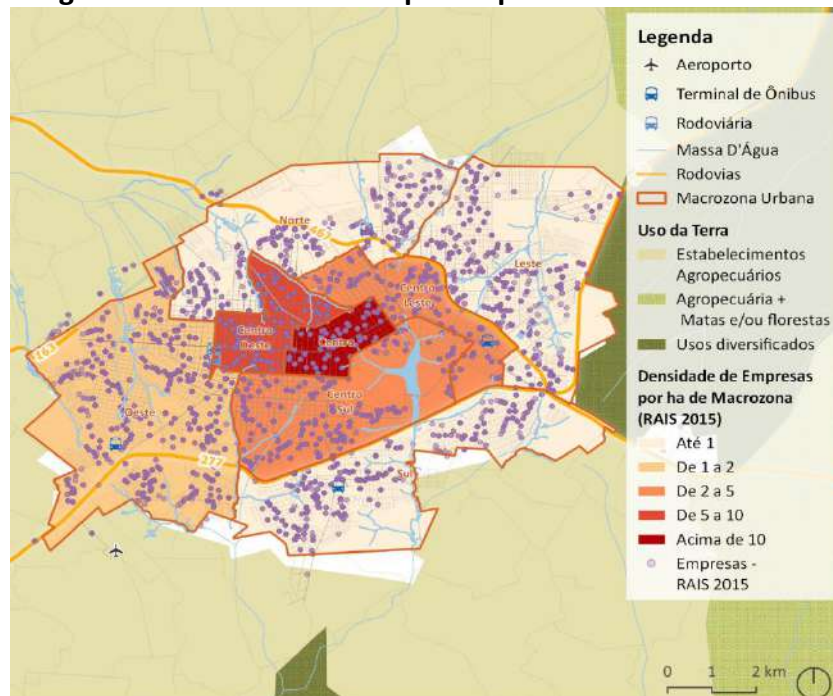 Legenda
Aeroporto
Terminal de Ônibus
Rodoviária
Massa D'Água
Rodovias
Macrozona Urbana
Uso da Terra
Estabelecimentos
Agropecuários
Agropecuária +
Matas e/ou florestas
Usos diversificados
Densidade de Empresas
por ha de Macrozona
(RAIS 2015)
Até 1
De 1 a 2
De 2 a 5
De 5 a 10
Acima de 10
Empresas -
RAIS 2015
0 1 2 km
Norte
467
Leste
Centro
Leste
Centro
Oeste
Centro
163
Oeste
Centro
Sul
277
Sul